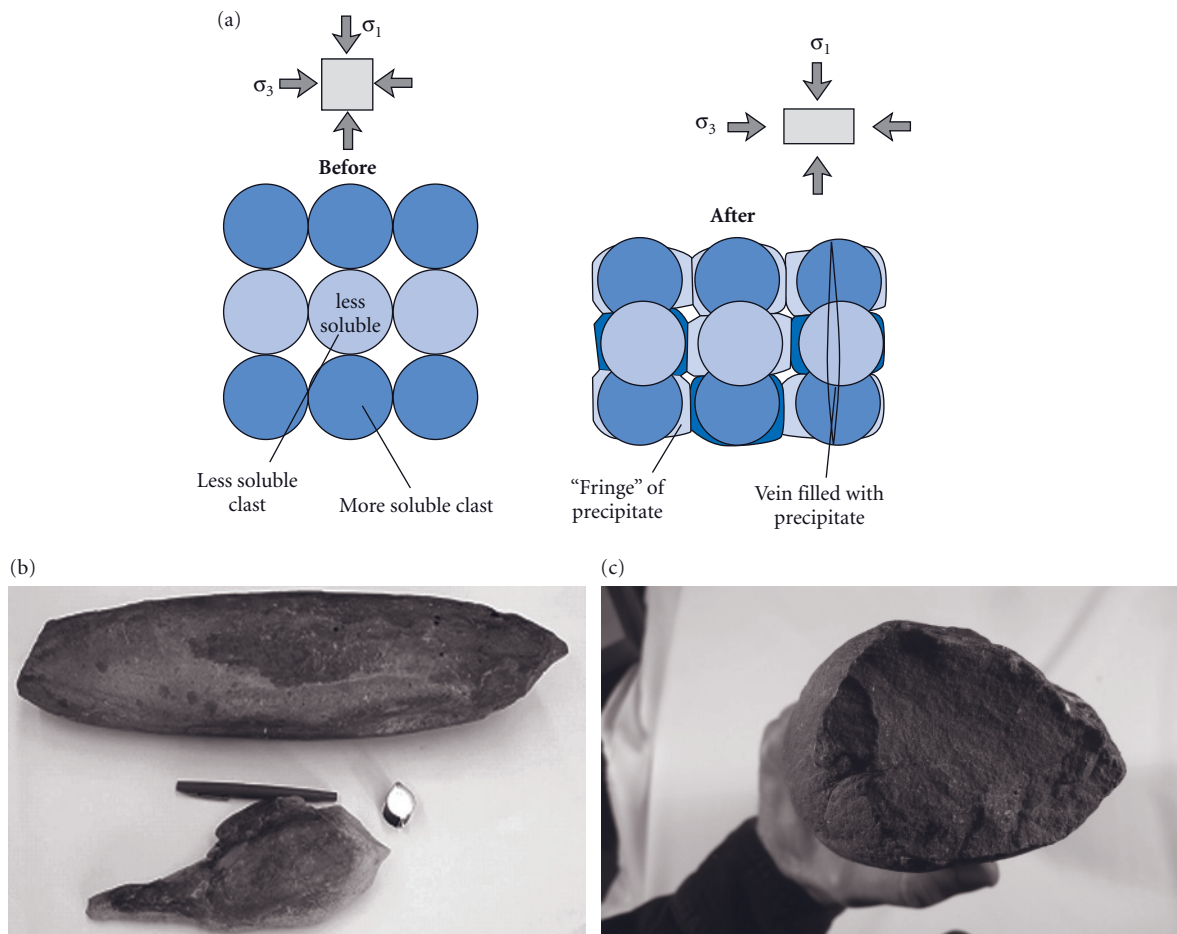 (a)
σ1
σ3
Before
less
soluble
Less soluble
clast
More soluble clast
σ1
σ3
After
“Fringe” of
precipitate
Vein filled with
precipitate
(b)
(c)